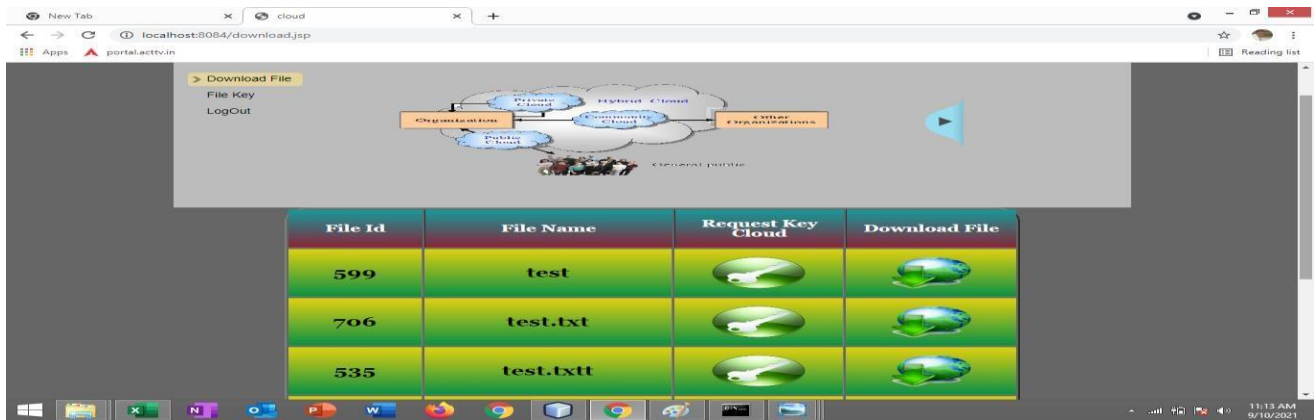 New Tab
cloud
localhost:8084/download.jsp
Apps
portal.acttv.in
Reading list
Download File
File Key
LogOut
Private
Cloud
Hybrid Cloud
Organization
Community
Cloud
Other
Organizations
Public
Cloud
General public
File Id
File Name
Request Key
Cloud
Download File
599
test
706
test.txt
535
test.txtt
11:13 AM
9/10/2021